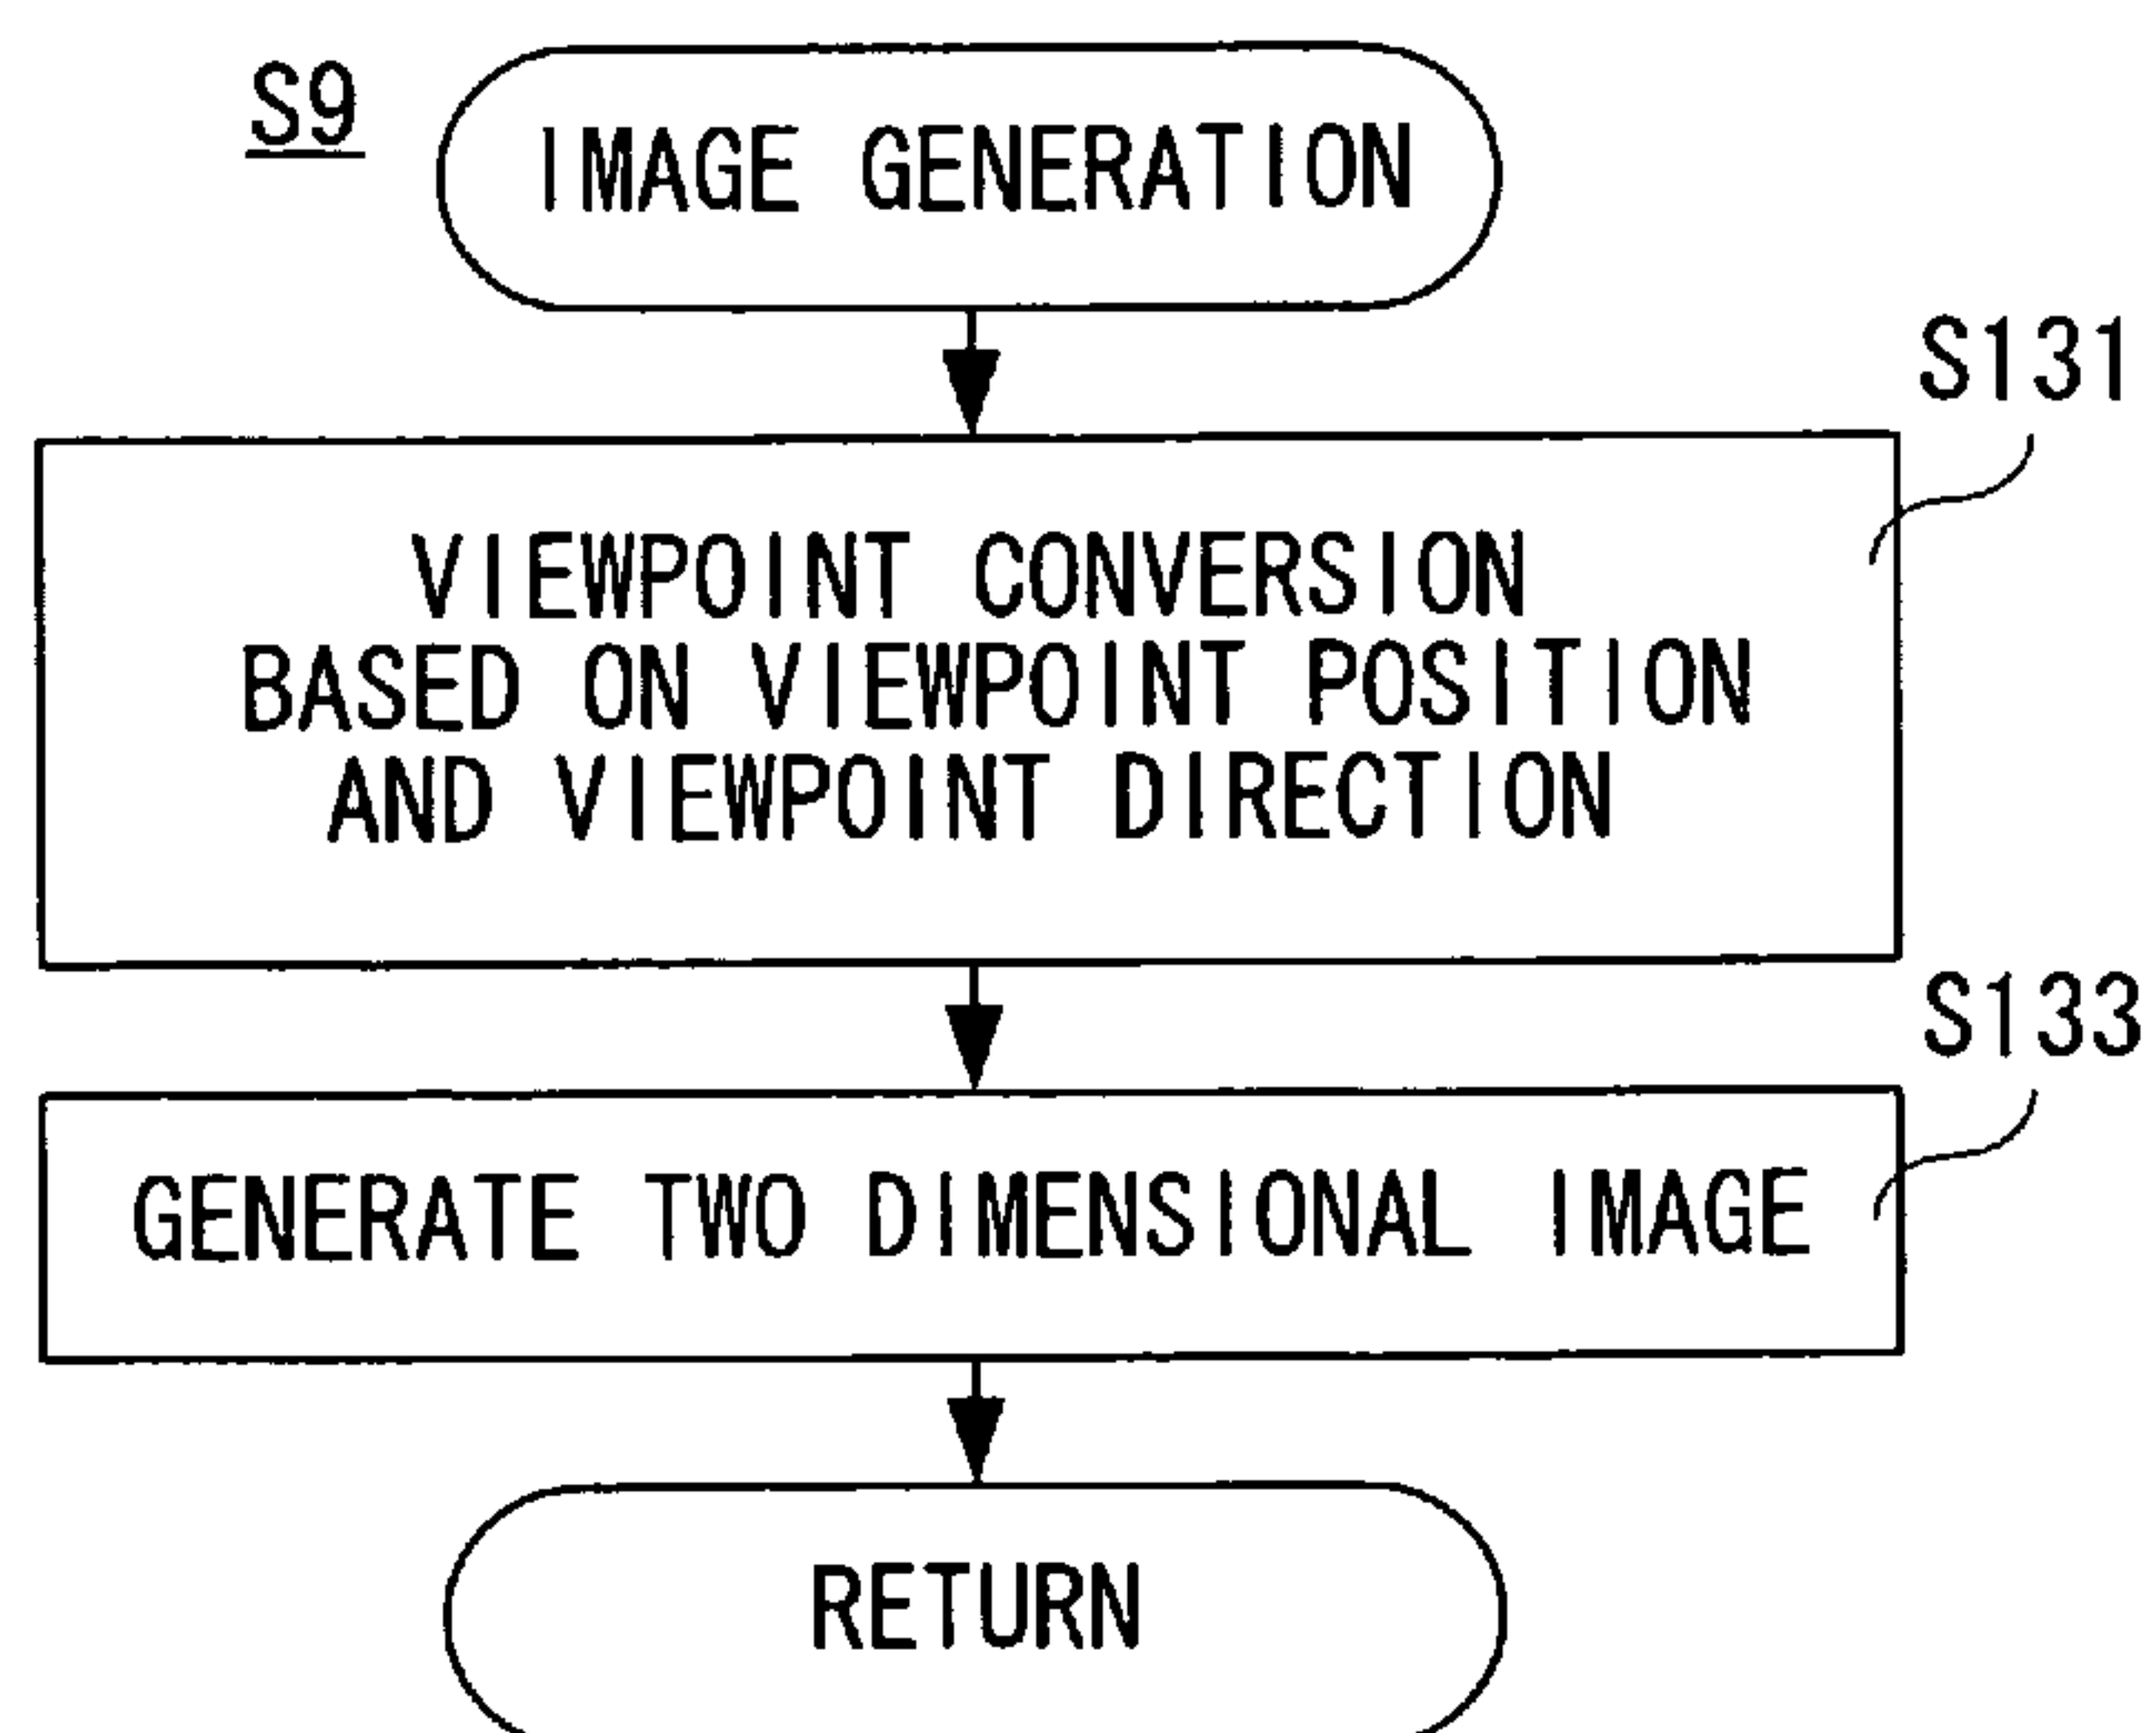 S9
IMAGE GENERATION
S131
VIEWPOINT CONVERSION
BASED ON VIEWPOINT POSITION
AND VIEWPOINT DIRECTION
S133
GENERATE TWO DIMENSIONAL IMAGE
RETURN